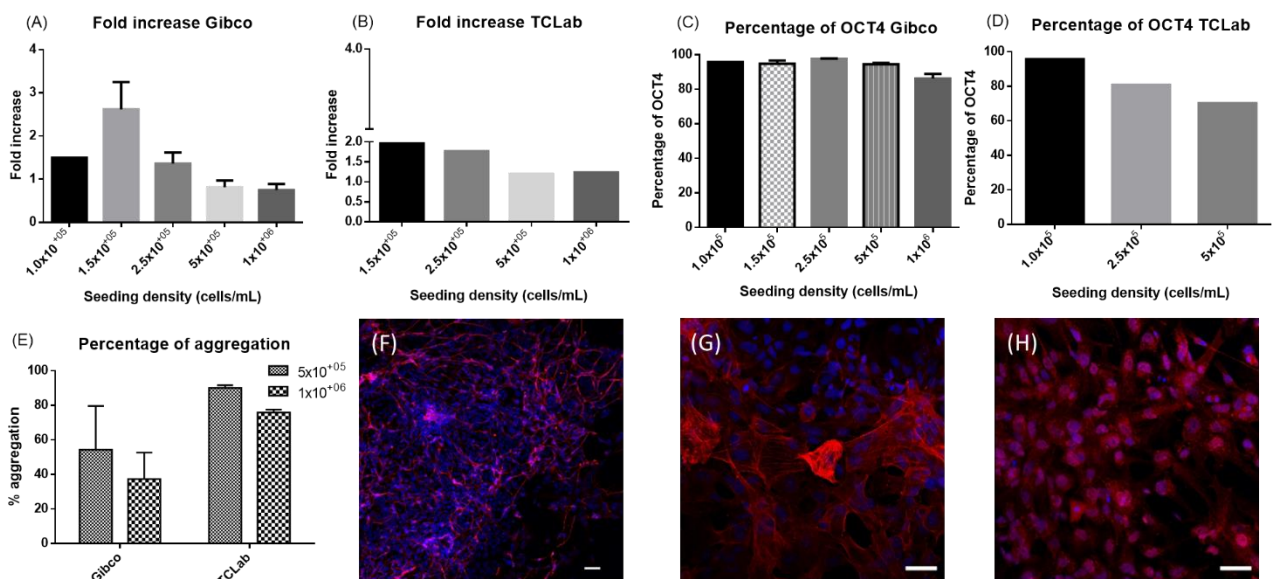 (A)
Fold increase Gibco
Fold increase
4
3
2
1
0
1.0x10+05
1.5x10+05
2.5x10+05
5x10+05
1x10+06
Seeding density (cells/mL)
(B)
Fold increase TCLab
Fold increase
4.0
2.0
1.5
1.0
0.5
0.0
1.5x10+05
2.5x10+05
5x10+05
1x10+06
Seeding density (cells/mL)
(C)
Percentage of OCT4 Gibco
Percentage of OCT4
100
80
60
40
20
0
1.0x10^5
1.5x10^5
2.5x10^5
5x10^5
1x10^6
Seeding density (cells/mL)
(D)
Percentage of OCT4 TCLab
Percentage of OCT4
100
80
60
40
20
0
1.0x10^5
2.5x10^5
5x10^5
Seeding density (cells/mL)
(E)
Percentage of aggregation
% aggregation
100
80
60
40
20
0
5x10+05
1x10+06
Gibco
TCLab
(F)
(G)
(H)